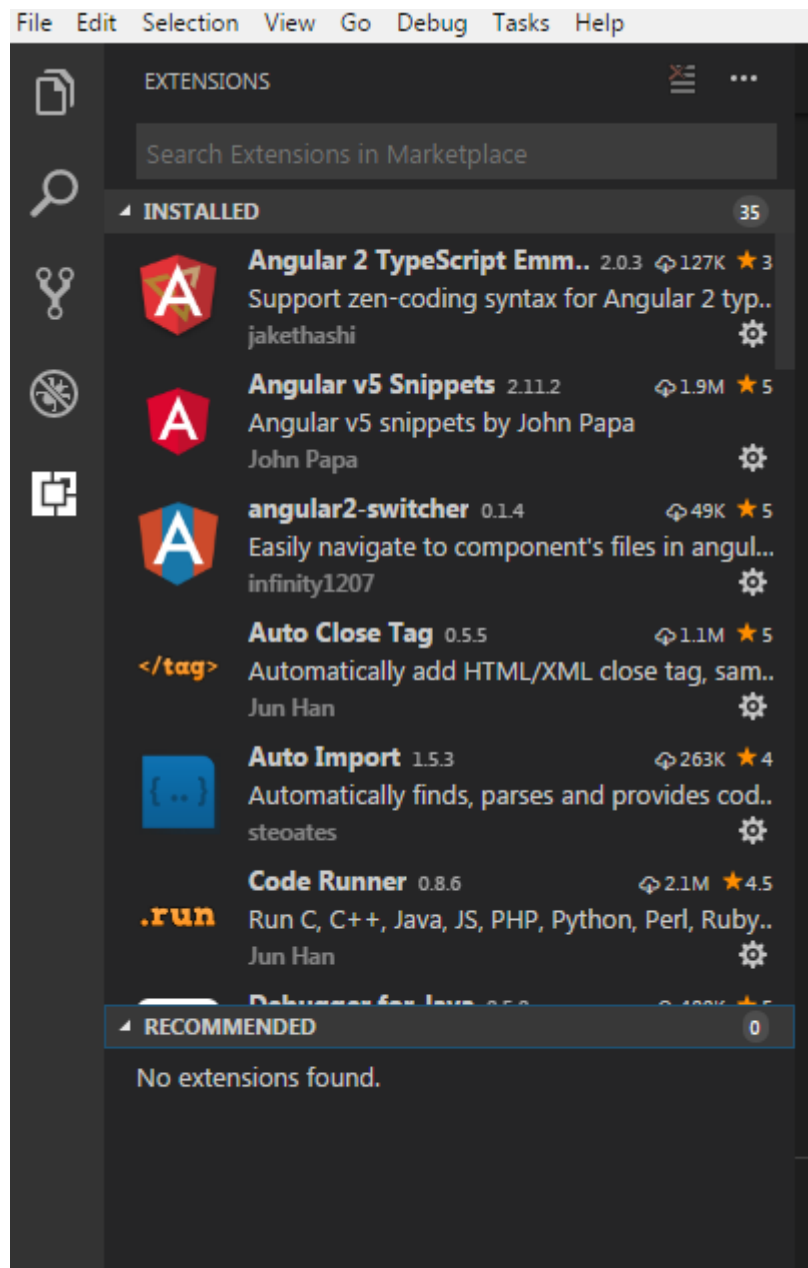 File Edit Selection View Go Debug Tasks Help
EXTENSIONS
Search Extensions in Marketplace
INSTALLED 35
Angular 2 TypeScript Emm.. 2.0.3 127K 3
Support zen-coding syntax for Angular 2 typ..
jakethashi
Angular v5 Snippets 2.11.2 1.9M 5
Angular v5 snippets by John Papa
John Papa
angular2-switcher 0.1.4 49K 5
Easily navigate to component's files in angul...
infinity1207
</tag>
Auto Close Tag 0.5.5 1.1M 5
Automatically add HTML/XML close tag, sam..
Jun Han
{ .. }
Auto Import 1.5.3 263K 4
Automatically finds, parses and provides cod..
steoates
.run
Code Runner 0.8.6 2.1M 4.5
Run C, C++, Java, JS, PHP, Python, Perl, Ruby..
Jun Han
Debugger for Java
RECOMMENDED 0
No extensions found.